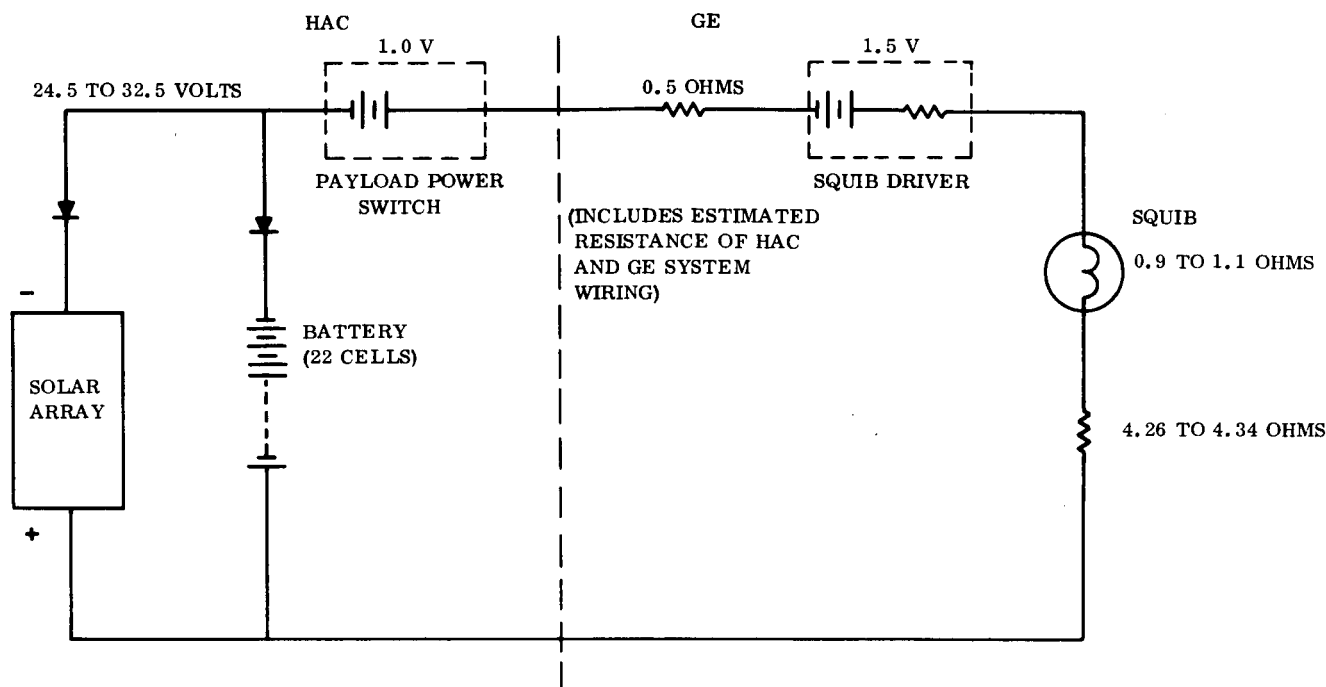 HAC
GE
1.0 V
1.5 V
24.5 TO 32.5 VOLTS
0.5 OHMS
PAYLOAD POWER
SWITCH
SQUIB DRIVER
(INCLUDES ESTIMATED
RESISTANCE OF HAC
AND GE SYSTEM
WIRING)
SQUIB
0.9 TO 1.1 OHMS
-
BATTERY
(22 CELLS)
SOLAR
ARRAY
4.26 TO 4.34 OHMS
+